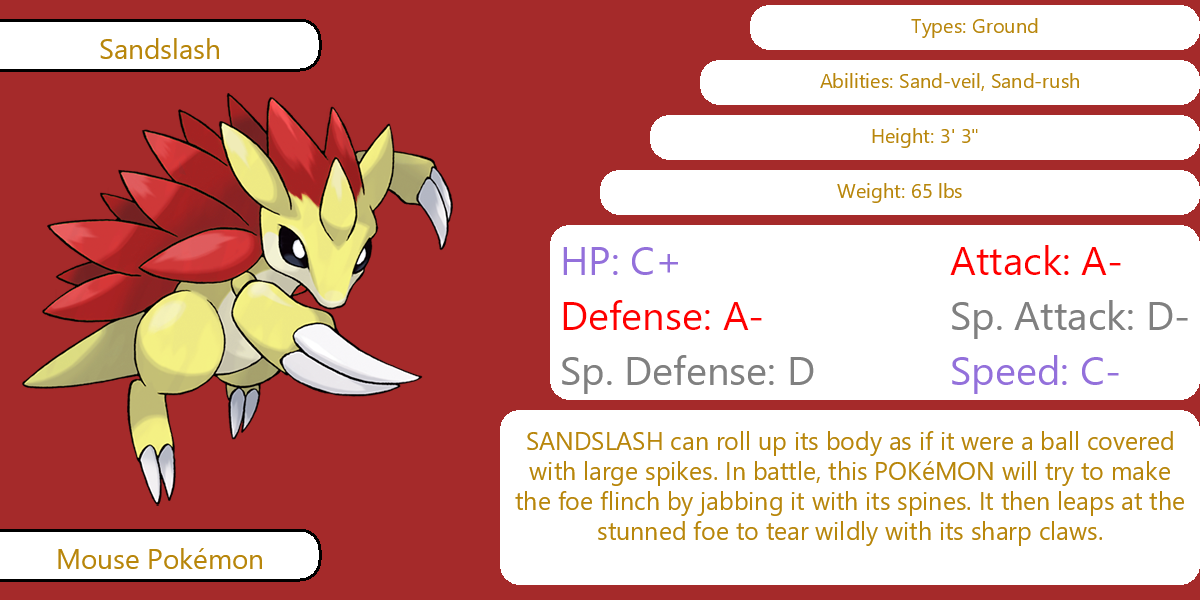 Sandslash
Types: Ground
Abilities: Sand-veil, Sand-rush
Height: 3' 3"
Weight: 65 lbs
HP: C+
Attack: A-
Defense: A-
Sp. Attack: D-
Sp. Defense: D
Speed: C-
SANDSLASH can roll up its body as if it were a ball covered
with large spikes. In battle, this POKéMON will try to make
the foe flinch by jabbing it with its spines. It then leaps at the
stunned foe to tear wildly with its sharp claws.
Mouse Pokémon